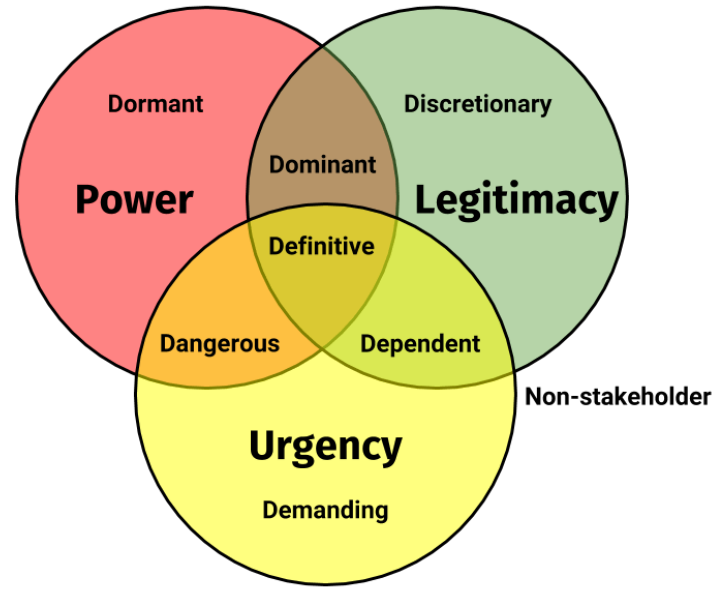 Dormant
Discretionary
Dominant
Power
Legitimacy
Definitive
Dangerous
Dependent
Non-stakeholder
Urgency
Demanding